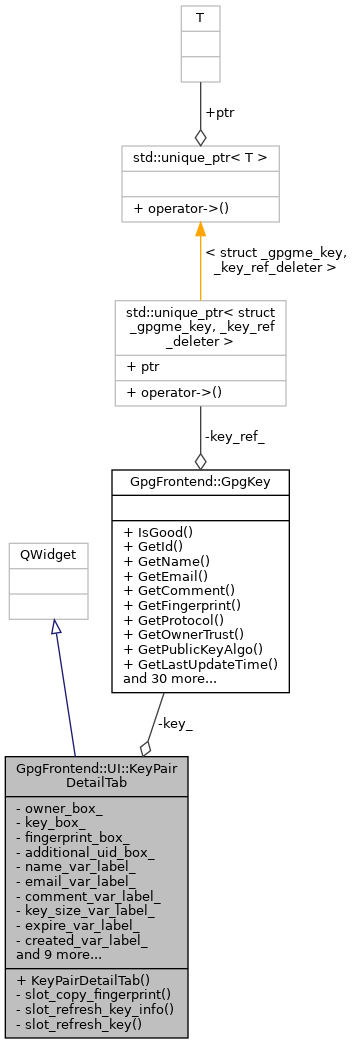 T
+ptr
std::unique_ptr< T >
+ operator->()
< struct _gpgme_key,
_key_ref_deleter >
std::unique_ptr< struct
_gpgme_key, _key_ref
_deleter >
+ ptr
+ operator->()
-key_ref_
GpgFrontend::GpgKey
+ IsGood()
+ GetId()
+ GetName()
+ GetEmail()
+ GetComment()
+ GetFingerprint()
+ GetProtocol()
+ GetOwnerTrust()
+ GetPublicKeyAlgo()
+ GetLastUpdateTime()
and 30 more...
QWidget
-key_
GpgFrontend::UI::KeyPair
DetailTab
- owner_box_
- key_box_
- fingerprint_box_
- additional_uid_box_
- name_var_label_
- email_var_label_
- comment_var_label_
- key_size_var_label_
- expire_var_label_
- created_var_label_
and 9 more...
+ KeyPairDetailTab()
- slot_copy_fingerprint()
- slot_refresh_key_info()
- slot_refresh_key()